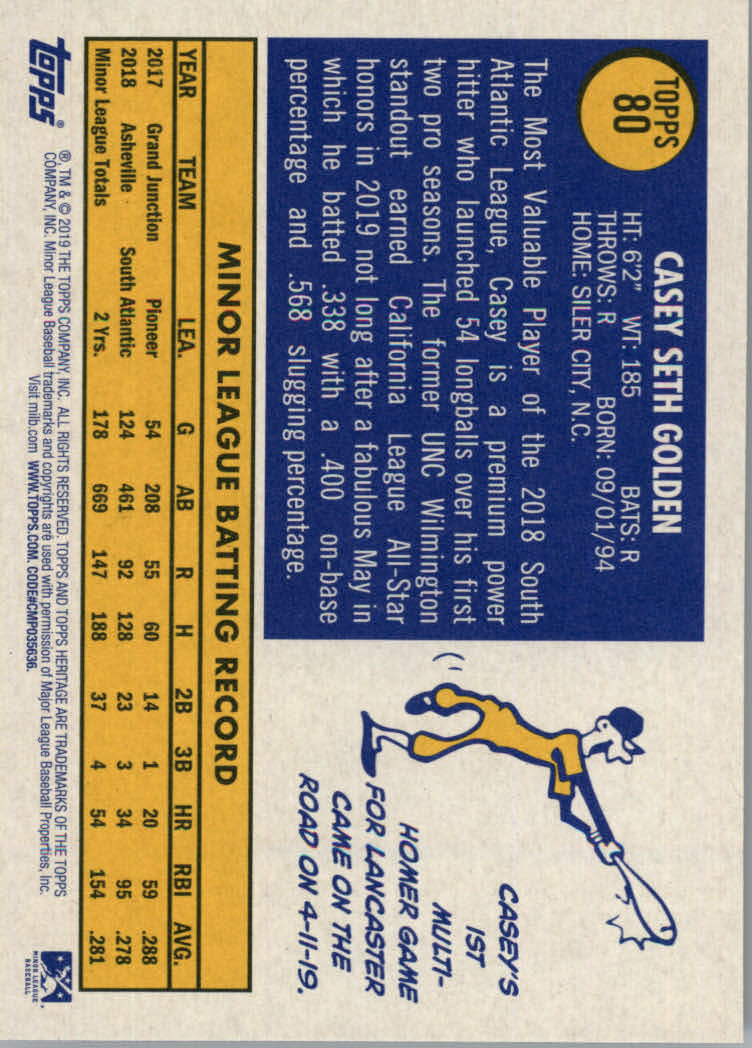 TOPPS
80
CASEY SETH GOLDEN
HT: 6'2" WT: 185 BATS: R
THROWS: R BORN: 09/01/94
HOME: SILER CITY, N.C.
The Most Valuable Player of the 2018 South
Atlantic League, Casey is a premium power
hitter who launched 54 longballs over his first
two pro seasons. The former UNC Wilmington
standout earned California League All-Star
honors in 2019 not long after a fabulous May in
which he batted .338 with a .400 on-base
percentage and .568 slugging percentage.
CASEY'S
1ST
MULTI-
HOMER GAME
FOR LANCASTER
CAME ON THE
ROAD ON 4-11-19.
MINOR LEAGUE BATTING RECORD
YEAR TEAM LEA. G AB R H 2B 3B HR RBI AVG.
2017 Grand Junction Pioneer 54 208 55 60 14 1 20 59 .288
2018 Asheville South Atlantic 124 461 92 128 23 3 34 95 .278
Minor League Totals 2 Yrs. 178 669 147 188 37 4 54 154 .281
topps®
®, TM & © 2019 THE TOPPS COMPANY, INC. ALL RIGHTS RESERVED. TOPPS AND TOPPS HERITAGE ARE TRADEMARKS OF THE TOPPS
COMPANY, INC. Minor League Baseball trademarks and copyrights are used with permission of Major League Baseball Properties, Inc.
Visit milb.com WWW.TOPPS.COM. CODE#CMP035636.
MINOR LEAGUE
BASEBALL®